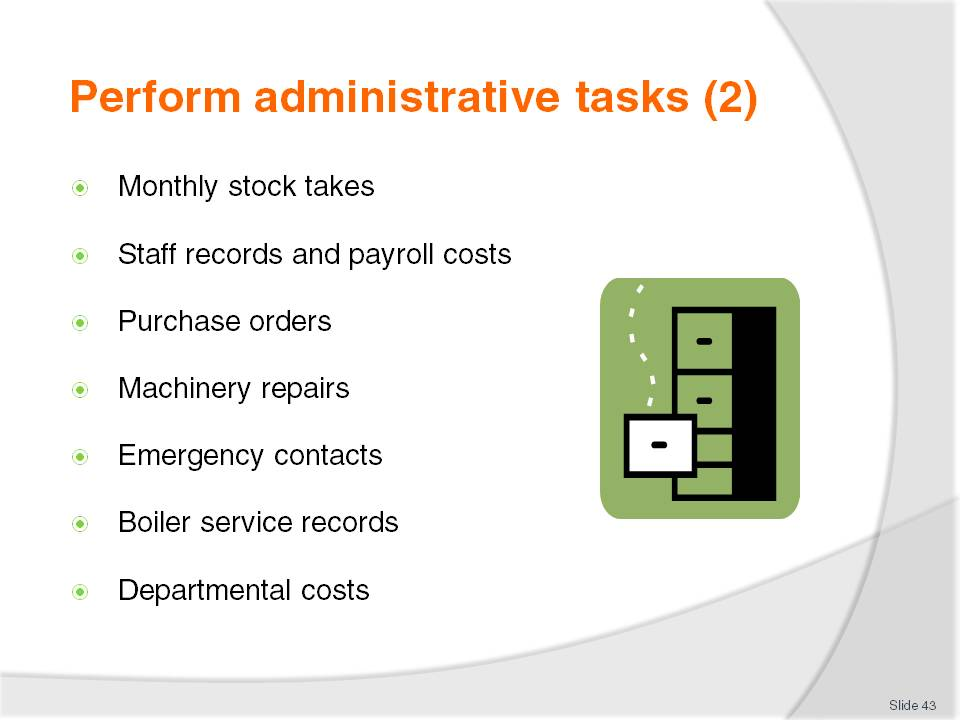 Perform administrative tasks (2)
Monthly stock takes
Staff records and payroll costs
Purchase orders
Machinery repairs
Emergency contacts
Boiler service records
Departmental costs
Slide 43